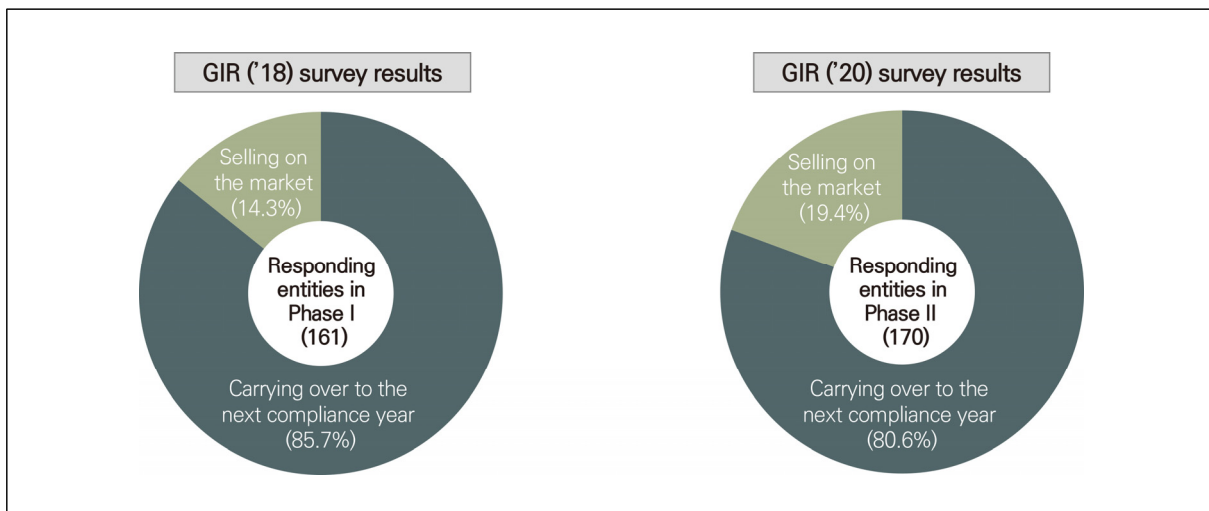 GIR ('18) survey results
Selling on
the market
(14.3%)
Responding
entities in
Phase I
(161)
Carrying over to the
next compliance year
(85.7%)
GIR ('20) survey results
Selling on
the market
(19.4%)
Responding
entities in
Phase II
(170)
Carrying over to the
next compliance year
(80.6%)